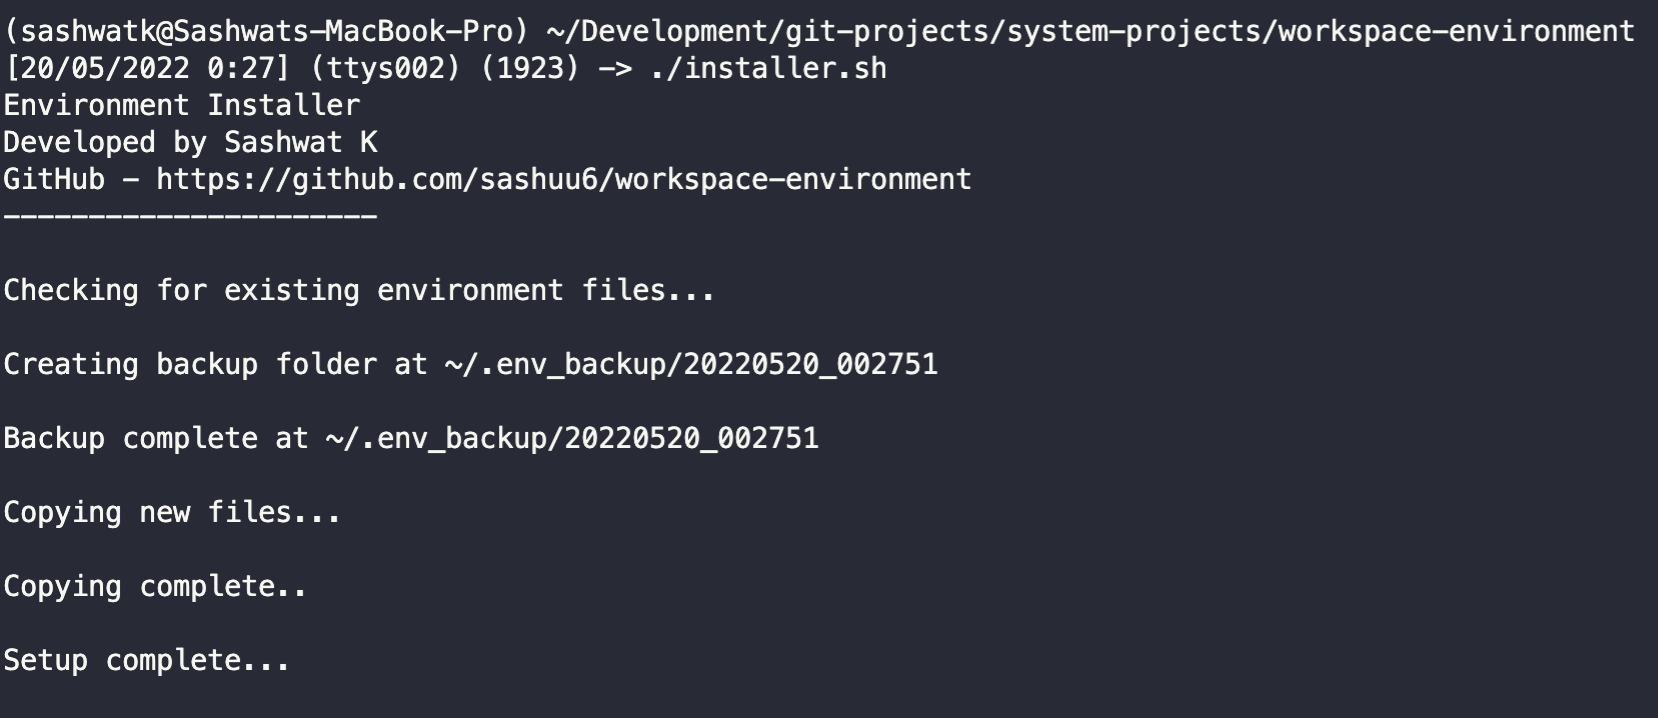 (sashwatk@Sashwats-MacBook-Pro) ~/Development/git-projects/system-projects/workspace-environment
[20/05/2022 0:27] (ttys002) (1923) -> ./installer.sh
Environment Installer
Developed by Sashwat K
GitHub - https://github.com/sashuu6/workspace-environment
----------------------
Checking for existing environment files...
Creating backup folder at ~/.env_backup/20220520_002751
Backup complete at ~/.env_backup/20220520_002751
Copying new files...
Copying complete..
Setup complete...